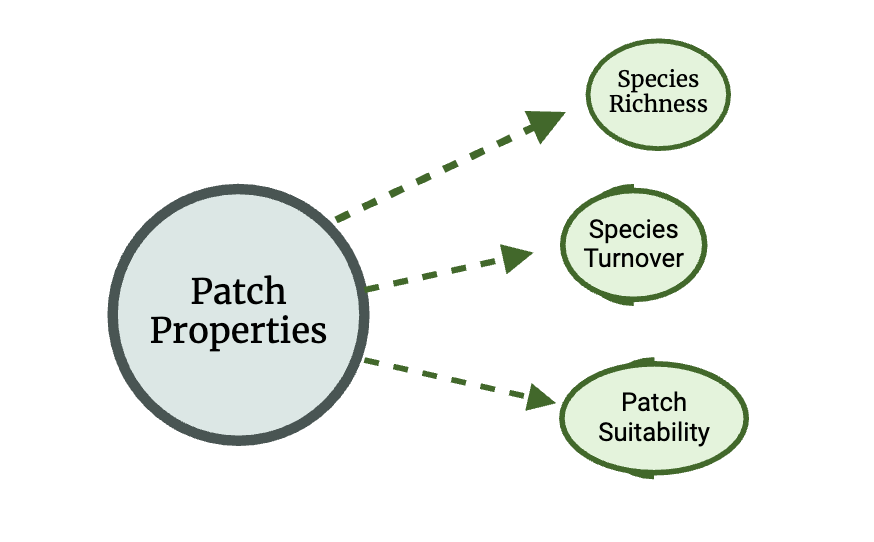 Species
Richness
Species
Turnover
Patch
Properties
Patch
Suitability